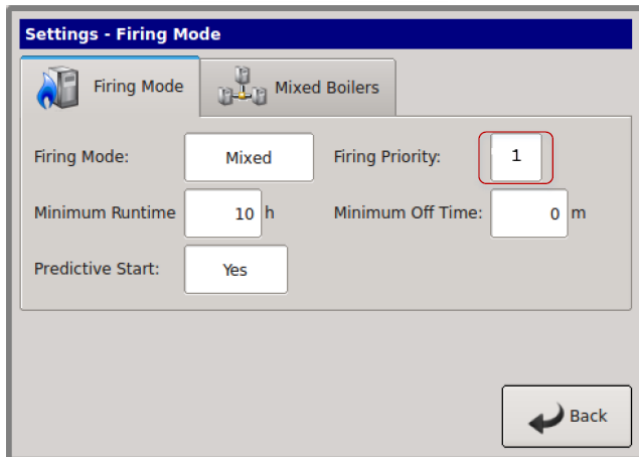 Settings - Firing Mode
Firing Mode Mixed Boilers
Firing Mode: Mixed Firing Priority: 1
Minimum Runtime 10 h Minimum Off Time: 0 m
Predictive Start: Yes
Back